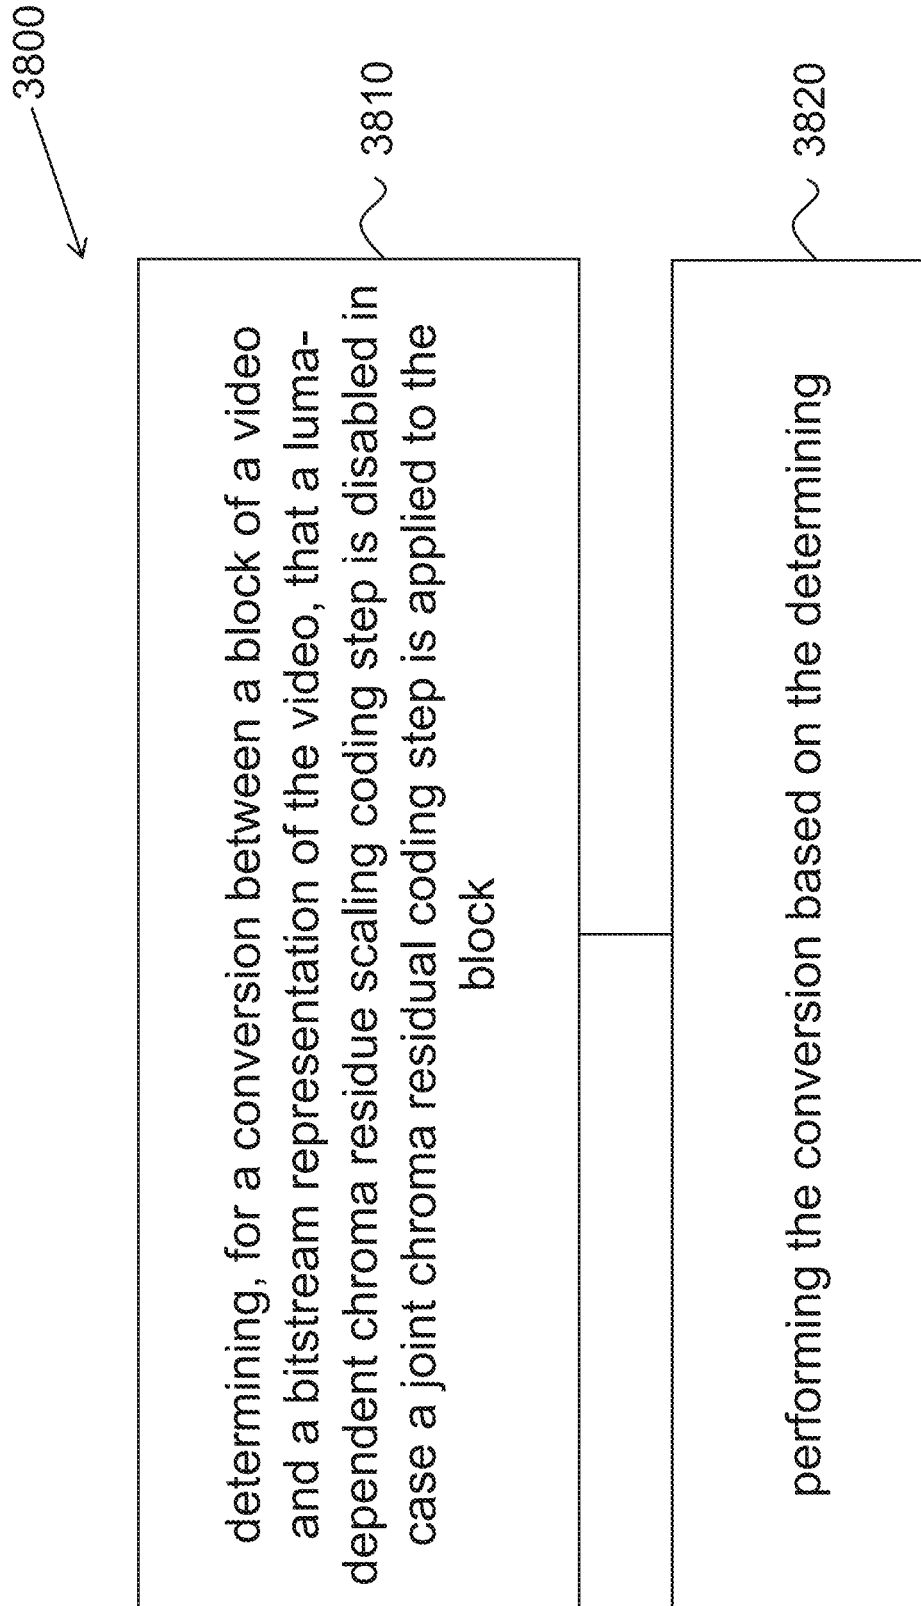 3800
determining, for a conversion between a block of a video
and a bitstream representation of the video, that a luma-
dependent chroma residue scaling coding step is disabled in
case a joint chroma residual coding step is applied to the
block
3810
performing the conversion based on the determining
3820